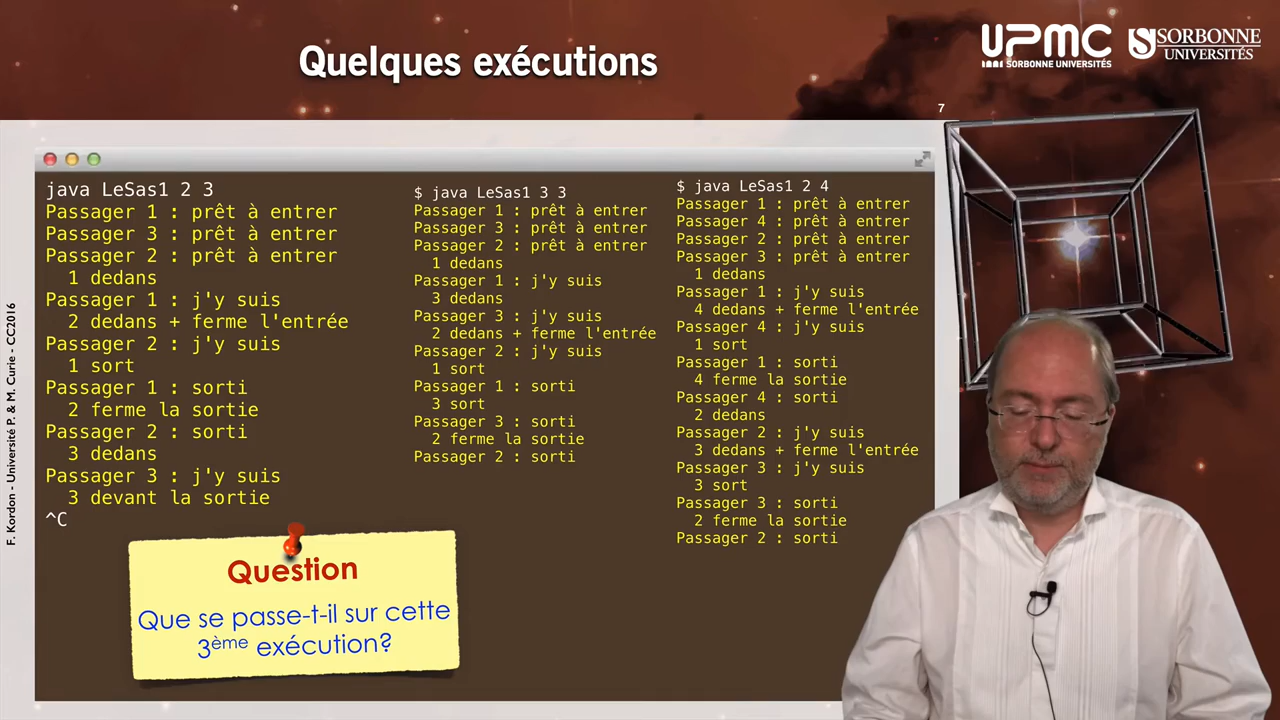 Quelques exécutions
UPMC
SORBONNE UNIVERSITÉS
SORBONNE
UNIVERSITÉS
7
java LeSas1 2 3
Passager 1 : prêt à entrer
Passager 3 : prêt à entrer
Passager 2 : prêt à entrer
1 dedans
Passager 1 : j'y suis
2 dedans + ferme l'entrée
Passager 2 : j'y suis
1 sort
Passager 1 : sorti
2 ferme la sortie
Passager 2 : sorti
3 dedans
Passager 3 : j'y suis
3 devant la sortie
^C
$ java LeSas1 3 3
Passager 1 : prêt à entrer
Passager 3 : prêt à entrer
Passager 2 : prêt à entrer
1 dedans
Passager 1 : j'y suis
3 dedans
Passager 3 : j'y suis
2 dedans + ferme l'entrée
Passager 2 : j'y suis
1 sort
Passager 1 : sorti
3 sort
Passager 3 : sorti
2 ferme la sortie
Passager 2 : sorti
$ java LeSas1 2 4
Passager 1 : prêt à entrer
Passager 4 : prêt à entrer
Passager 2 : prêt à entrer
Passager 3 : prêt à entrer
1 dedans
Passager 1 : j'y suis
4 dedans + ferme l'entrée
Passager 4 : j'y suis
1 sort
Passager 1 : sorti
4 ferme la sortie
Passager 4 : sorti
2 dedans
Passager 2 : j'y suis
3 dedans + ferme l'entrée
Passager 3 : j'y suis
3 sort
Passager 3 : sorti
2 ferme la sortie
Passager 2 : sorti
Question
Que se passe-t-il sur cette
3ème exécution?
F. Kordon - Université P. & M. Curie - CC2016